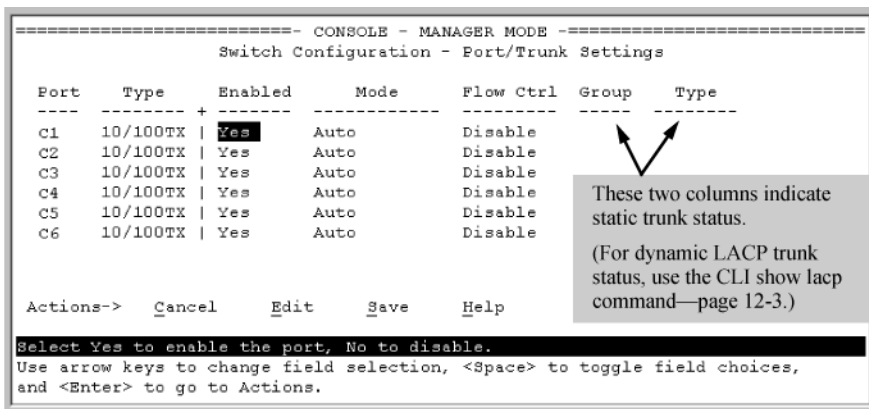 ===========================- CONSOLE - MANAGER MODE -============================
Switch Configuration - Port/Trunk Settings
Port Type Enabled Mode Flow Ctrl Group Type
---- -------- + ------- ------------ --------- ----- --------
C1 10/100TX | Yes Auto Disable
C2 10/100TX | Yes Auto Disable
C3 10/100TX | Yes Auto Disable
C4 10/100TX | Yes Auto Disable
C5 10/100TX | Yes Auto Disable
C6 10/100TX | Yes Auto Disable
These two columns indicate
static trunk status.
(For dynamic LACP trunk
status, use the CLI show lacp
command—page 12-3.)
Actions-> Cancel Edit Save Help
Select Yes to enable the port, No to disable.
Use arrow keys to change field selection, <Space> to toggle field choices,
and <Enter> to go to Actions.